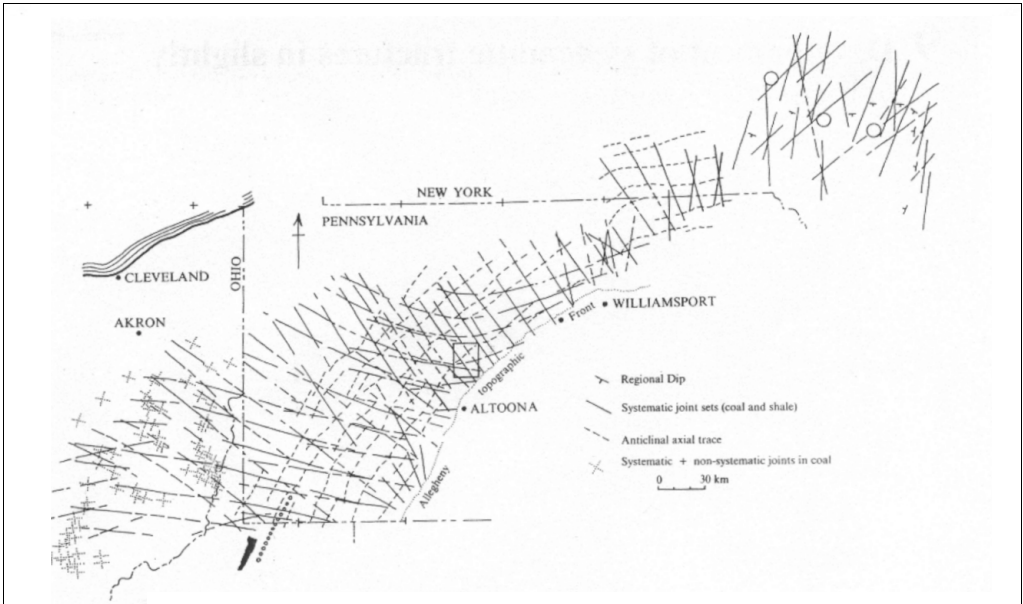 NEW YORK
PENNSYLVANIA
OHIO
CLEVELAND
AKRON
WILLIAMSPORT
Allegheny topographic Front
ALTOONA
Regional Dip
Systematic joint sets (coal and shale)
Anticlinal axial trace
Systematic + non-systematic joints in coal
0 30 km